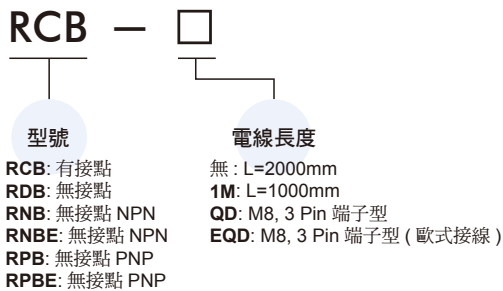 RCB — □
型號
RCB: 有接點
RDB: 無接點
RNB: 無接點 NPN
RNBE: 無接點 NPN
RPB: 無接點 PNP
RPBE: 無接點 PNP
電線長度
無 : L=2000mm
1M: L=1000mm
QD: M8, 3 Pin 端子型
EQD: M8, 3 Pin 端子型 ( 歐式接線 )